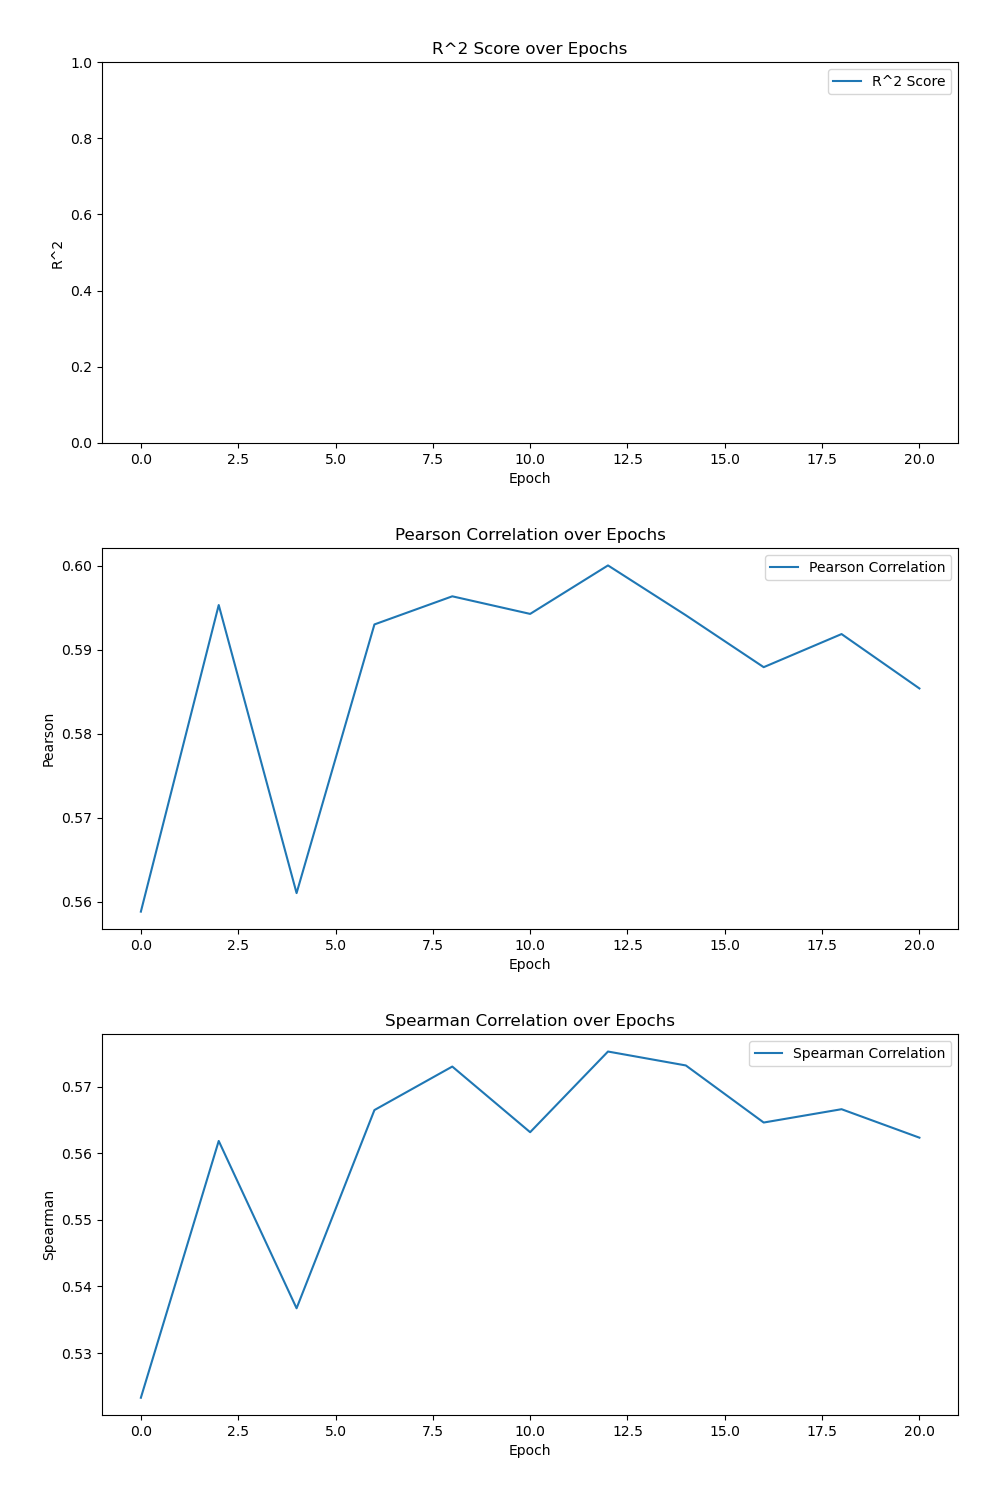 R^2 Score over Epochs
1.0
R^2 Score
0.8
0.6
R^2
0.4
0.2
0.0
0.0 2.5 5.0 7.5 10.0 12.5 15.0 17.5 20.0
Epoch
Pearson Correlation over Epochs
0.60
Pearson Correlation
0.59
0.58
Pearson
0.57
0.56
0.0 2.5 5.0 7.5 10.0 12.5 15.0 17.5 20.0
Epoch
Spearman Correlation over Epochs
Spearman Correlation
0.57
0.56
0.55
Spearman
0.54
0.53
0.0 2.5 5.0 7.5 10.0 12.5 15.0 17.5 20.0
Epoch